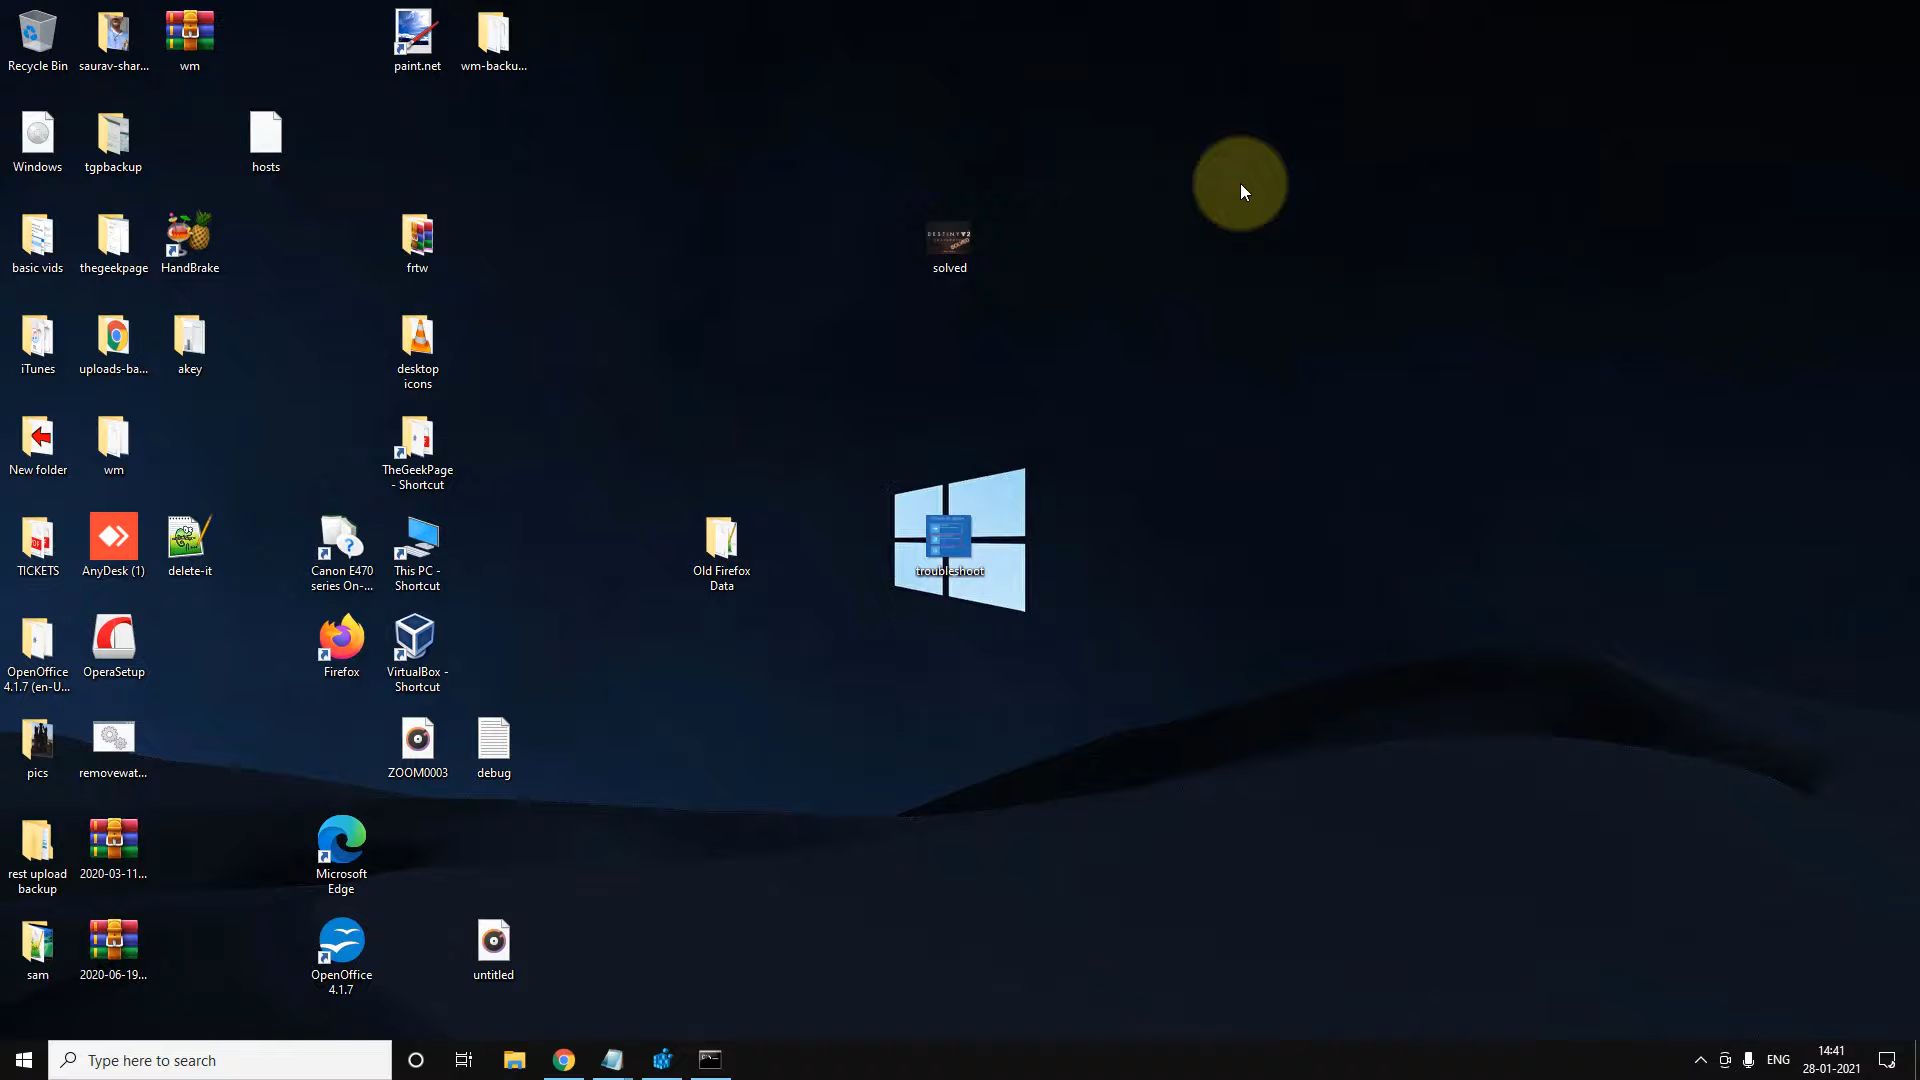 Recycle Bin
saurav-shar...
wm
paint.net
wm-backu...
Windows
tgpbackup
hosts
basic vids
thegeekpage
HandBrake
frtw
DESTINY 2
SOLVED
solved
iTunes
uploads-ba...
akey
desktop
icons
New folder
wm
TheGeekPage
- Shortcut
TICKETS
AnyDesk (1)
delete-it
Canon E470
series On-...
This PC -
Shortcut
Old Firefox
Data
troubleshoot
OpenOffice
4.1.7 (en-U...
OperaSetup
Firefox
VirtualBox -
Shortcut
pics
removewat...
ZOOM0003
debug
rest upload
backup
2020-03-11...
Microsoft
Edge
sam
2020-06-19...
OpenOffice
4.1.7
untitled
Type here to search
ENG
14:41
28-01-2021